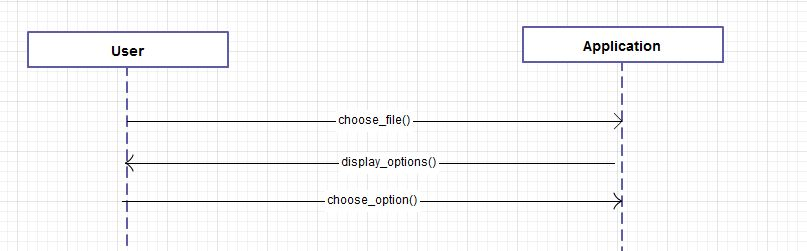 User
Application
choose_file()
display_options()
choose_option()